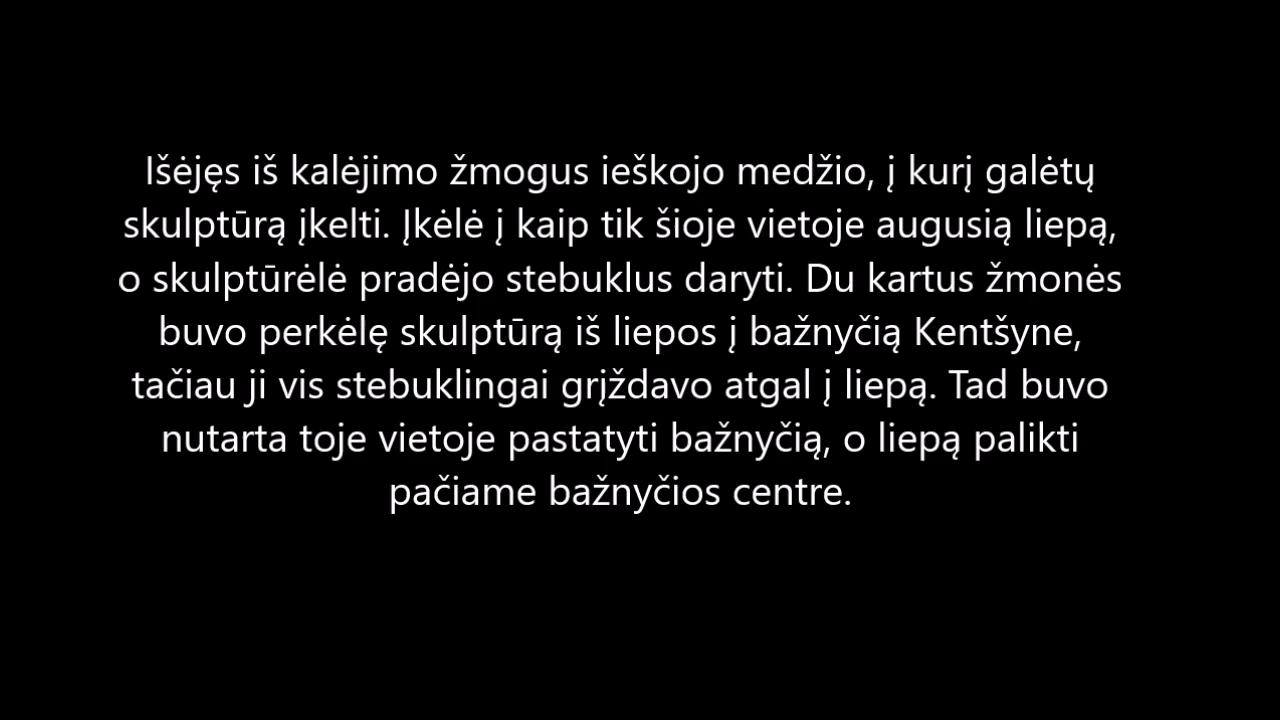 Išėjęs iš kalėjimo žmogus ieškojo medžio, į kurį galėtų
skulptūrą įkelti. Įkėlė į kaip tik šioje vietoje augusią liepą,
o skulptūrėlė pradėjo stebuklus daryti. Du kartus žmonės
buvo perkėlę skulptūrą iš liepos į bažnyčią Kentšyne,
tačiau ji vis stebuklingai grįždavo atgal į liepą. Tad buvo
nutarta toje vietoje pastatyti bažnyčią, o liepą palikti
pačiame bažnyčios centre.